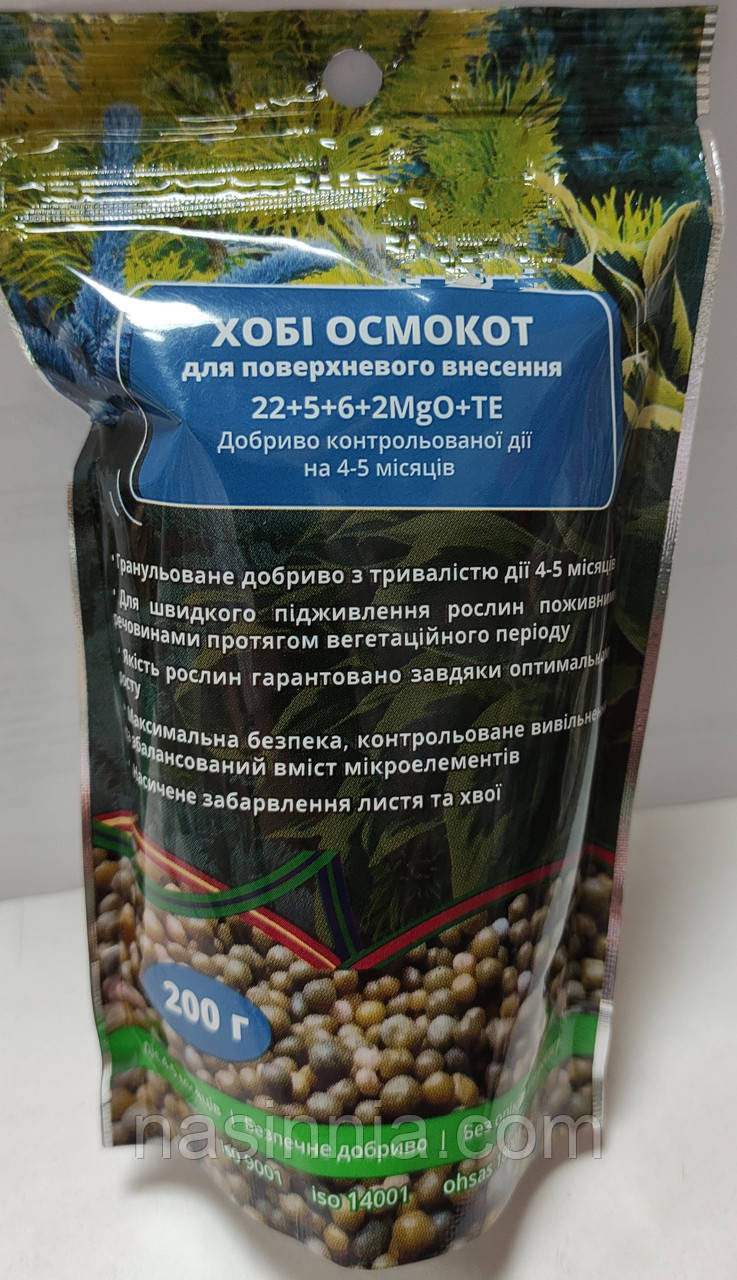 ХОБІ ОСМОКОТ
для поверхневого внесення
22+5+6+2MgO+TE
Добриво контрольованої дії
на 4-5 місяців
· Гранульоване добриво з тривалістю дії 4-5 місяців
· Для швидкого підживлення рослин поживними
речовинами протягом вегетаційного періоду
· Якість рослин гарантовано завдяки
росту
Максимальна безпека, контрольоване
збалансований вміст мікроелементів
· насичене забарвлення листя та хвої
200 г
| Безпечне добриво | Без
iso 9001 iso 14001 ohsas
nasinnia.com